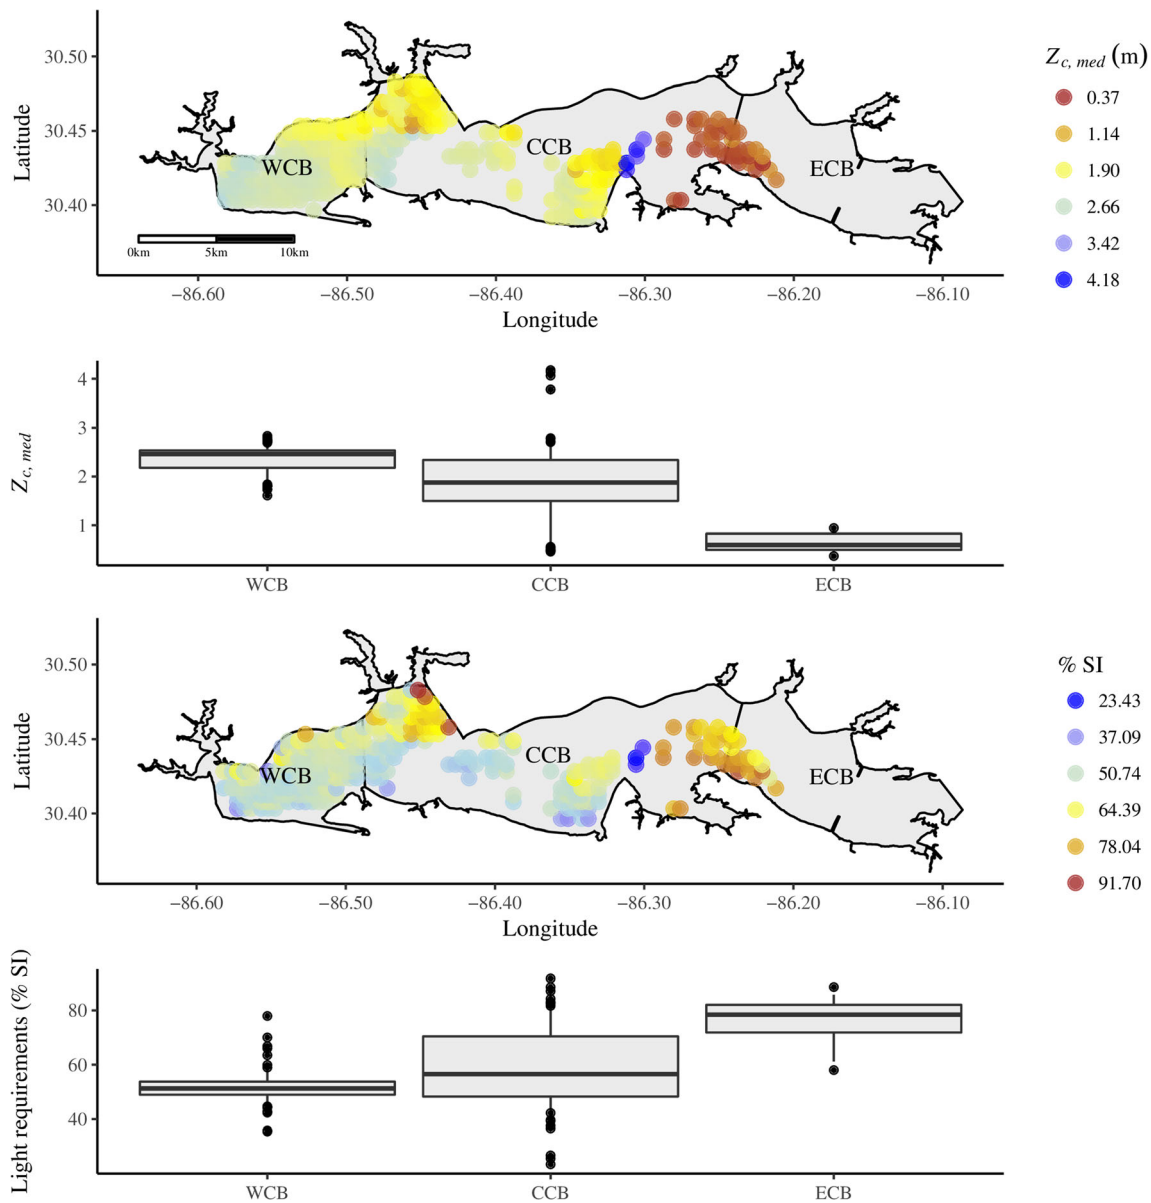 30.50
30.45
30.40
Latitude
WCB
CCB
ECB
0km 5km 10km
−86.60 −86.50 −86.40 −86.30 −86.20 −86.10
Longitude
Zc, med (m)
0.37
1.14
1.90
2.66
3.42
4.18
4
3
2
1
Zc, med
WCB CCB ECB
30.50
30.45
30.40
Latitude
WCB
CCB
ECB
−86.60 −86.50 −86.40 −86.30 −86.20 −86.10
Longitude
% SI
23.43
37.09
50.74
64.39
78.04
91.70
80
60
40
Light requirements (% SI)
WCB CCB ECB